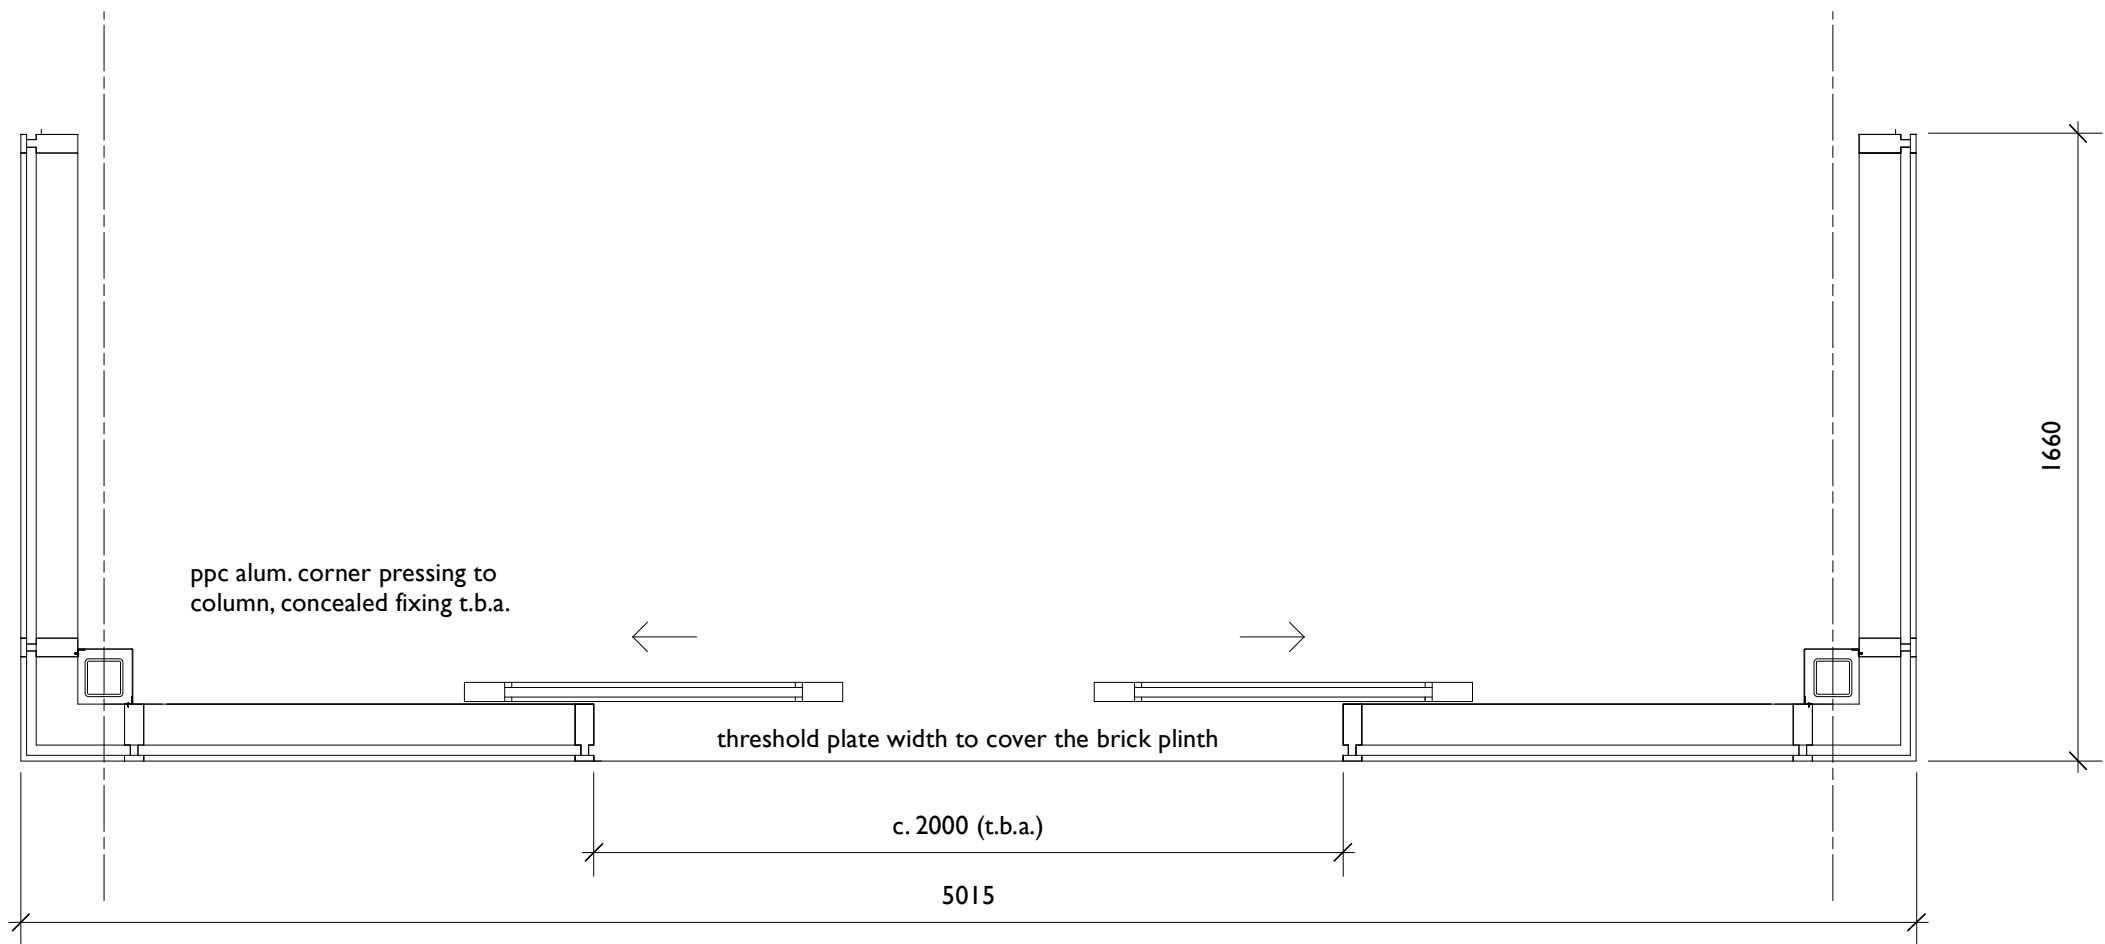 ppc alum. corner pressing to
column, concealed fixing t.b.a.
threshold plate width to cover the brick plinth
c. 2000 (t.b.a.)
5015
1660